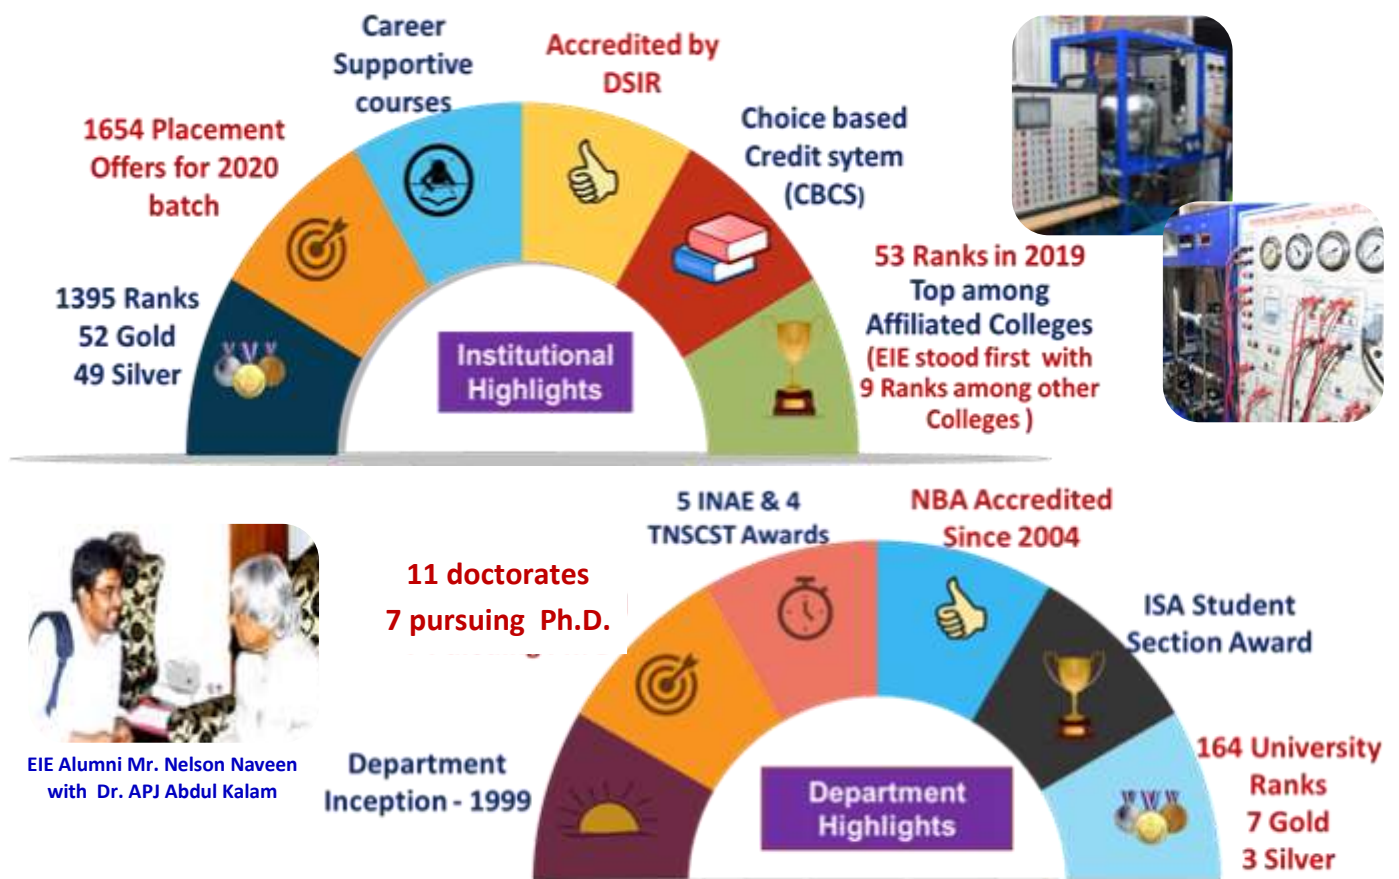 Career
Supportive
courses
Accredited by
DSIR
1654 Placement
Offers for 2020
batch
Choice based
Credit sytem
(CBCS)
1395 Ranks
52 Gold
49 Silver
53 Ranks in 2019
Top among
Affiliated Colleges
(EIE stood first with
9 Ranks among other
Colleges )
Institutional
Highlights
5 INAE & 4
TNSCST Awards
NBA Accredited
Since 2004
11 doctorates
7 pursuing Ph.D.
ISA Student
Section Award
EIE Alumni Mr. Nelson Naveen
with Dr. APJ Abdul Kalam
Department
Inception - 1999
164 University
Ranks
7 Gold
3 Silver
Department
Highlights